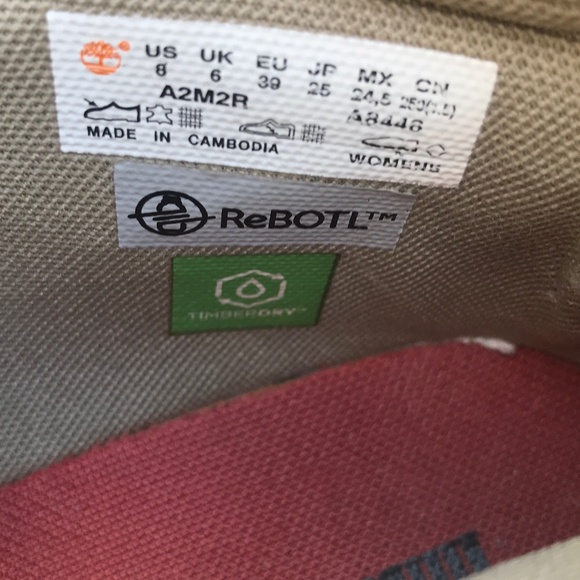 US UK EU JP MX CN
8 6 39 25 24,5 250(1.5)
A2M2R A8446
MADE IN CAMBODIA WOMENS
ReBOTL™
TIMBERDRY™